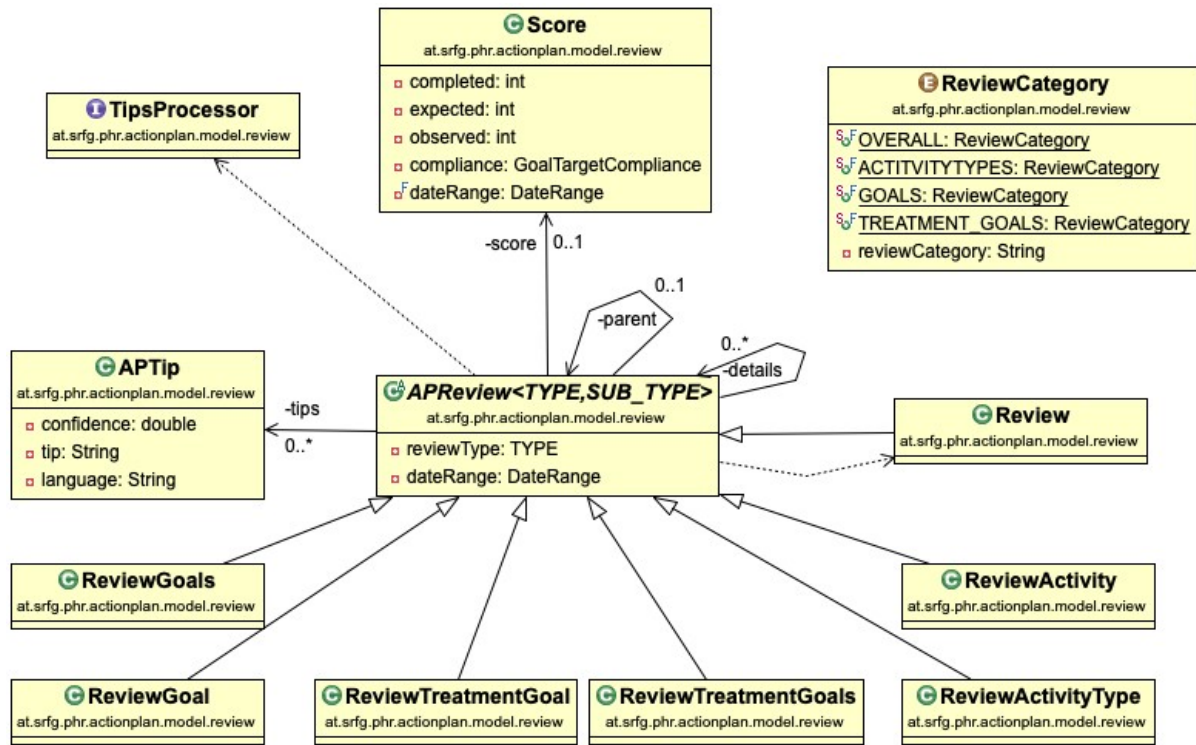 Score
at.srfg.phr.actionplan.model.review
completed: int
expected: int
observed: int
compliance: GoalTargetCompliance
dateRange: DateRange
TipsProcessor
at.srfg.phr.actionplan.model.review
ReviewCategory
at.srfg.phr.actionplan.model.review
OVERALL: ReviewCategory
ACTITVITYTYPES: ReviewCategory
GOALS: ReviewCategory
TREATMENT_GOALS: ReviewCategory
reviewCategory: String
-score
0..1
0..1
-parent
0..*
-details
APTip
at.srfg.phr.actionplan.model.review
confidence: double
tip: String
language: String
-tips
0..*
APReview<TYPE,SUB_TYPE>
at.srfg.phr.actionplan.model.review
reviewType: TYPE
dateRange: DateRange
Review
at.srfg.phr.actionplan.model.review
ReviewGoals
at.srfg.phr.actionplan.model.review
ReviewActivity
at.srfg.phr.actionplan.model.review
ReviewGoal
at.srfg.phr.actionplan.model.review
ReviewTreatmentGoal
at.srfg.phr.actionplan.model.review
ReviewTreatmentGoals
at.srfg.phr.actionplan.model.review
ReviewActivityType
at.srfg.phr.actionplan.model.review